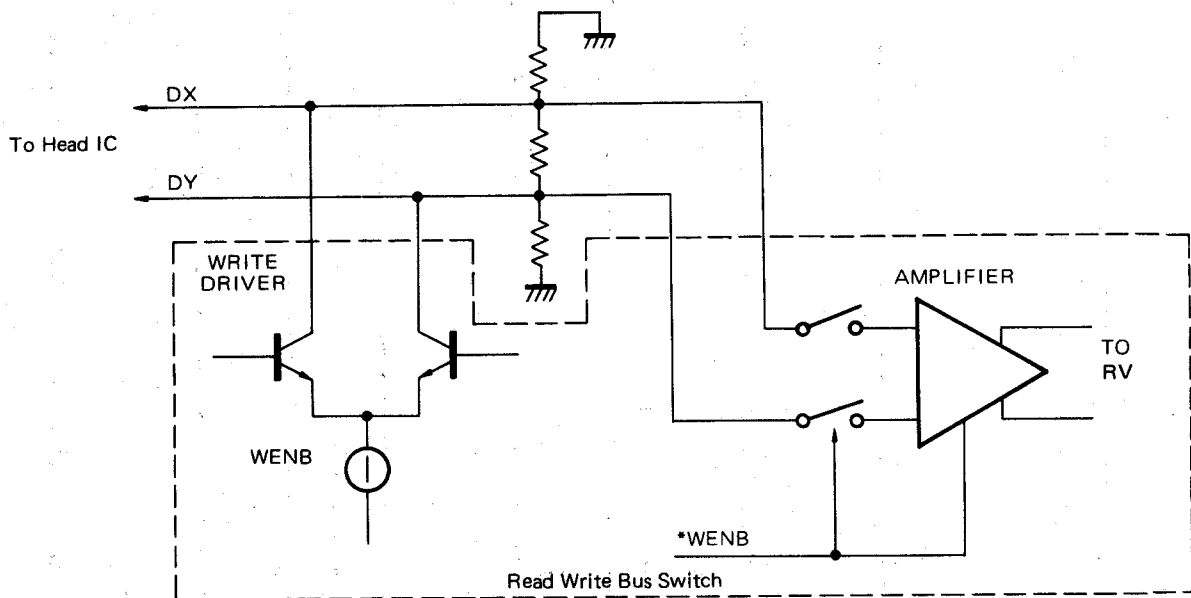 DX
To Head IC
DY
WRITE
DRIVER
AMPLIFIER
TO
RV
WENB
*WENB
Read Write Bus Switch